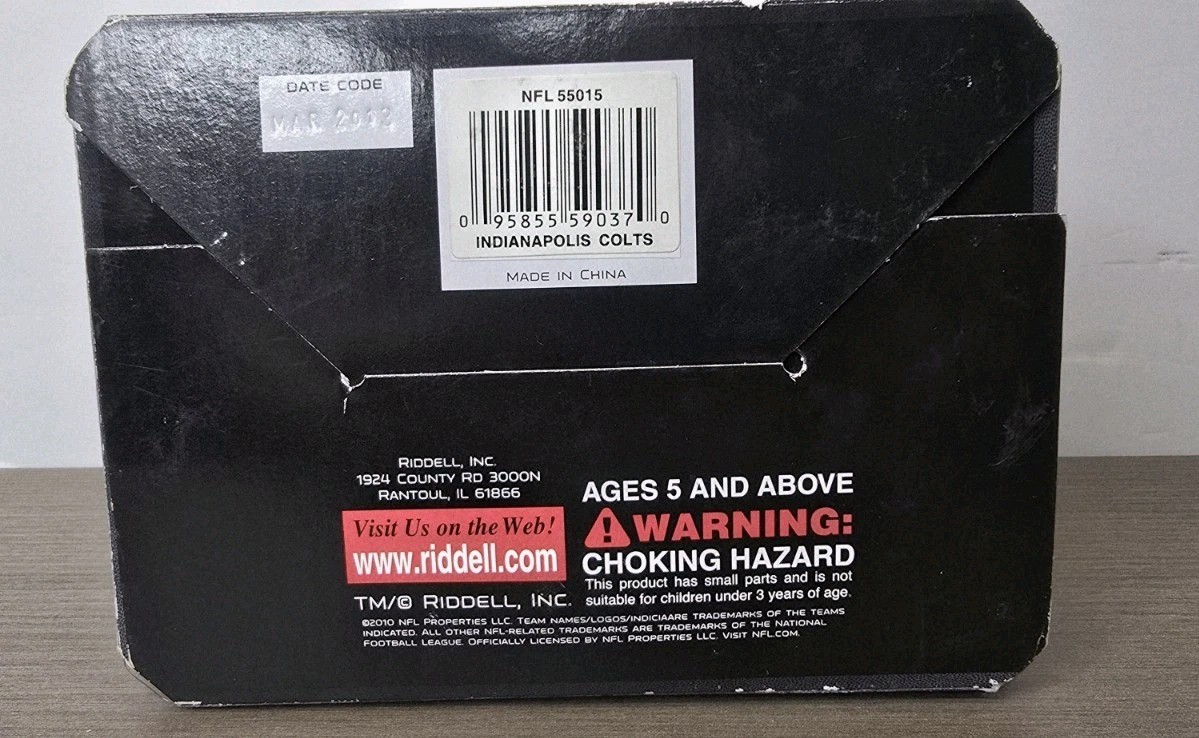 DATE CODE
MAR
NFL 55015
0 95855 59037 0
INDIANAPOLIS COLTS
MADE IN CHINA
RIDDELL, INC.
1924 COUNTY RD 3000N
RANTOUL, IL 61866
Visit Us on the Web!
www.riddell.com
TM/© RIDDELL, INC.
AGES 5 AND ABOVE
WARNING:
CHOKING HAZARD
This product has small parts and is not
suitable for children under 3 years of age.
©2010 NFL PROPERTIES LLC. TEAM NAMES/LOGOS/INDICIAARE TRADEMARKS OF THE TEAMS
INDICATED. ALL OTHER NFL-RELATED TRADEMARKS ARE TRADEMARKS OF THE NATIONAL
FOOTBALL LEAGUE. OFFICIALLY LICENSED BY NFL PROPERTIES LLC. VISIT NFL.COM.